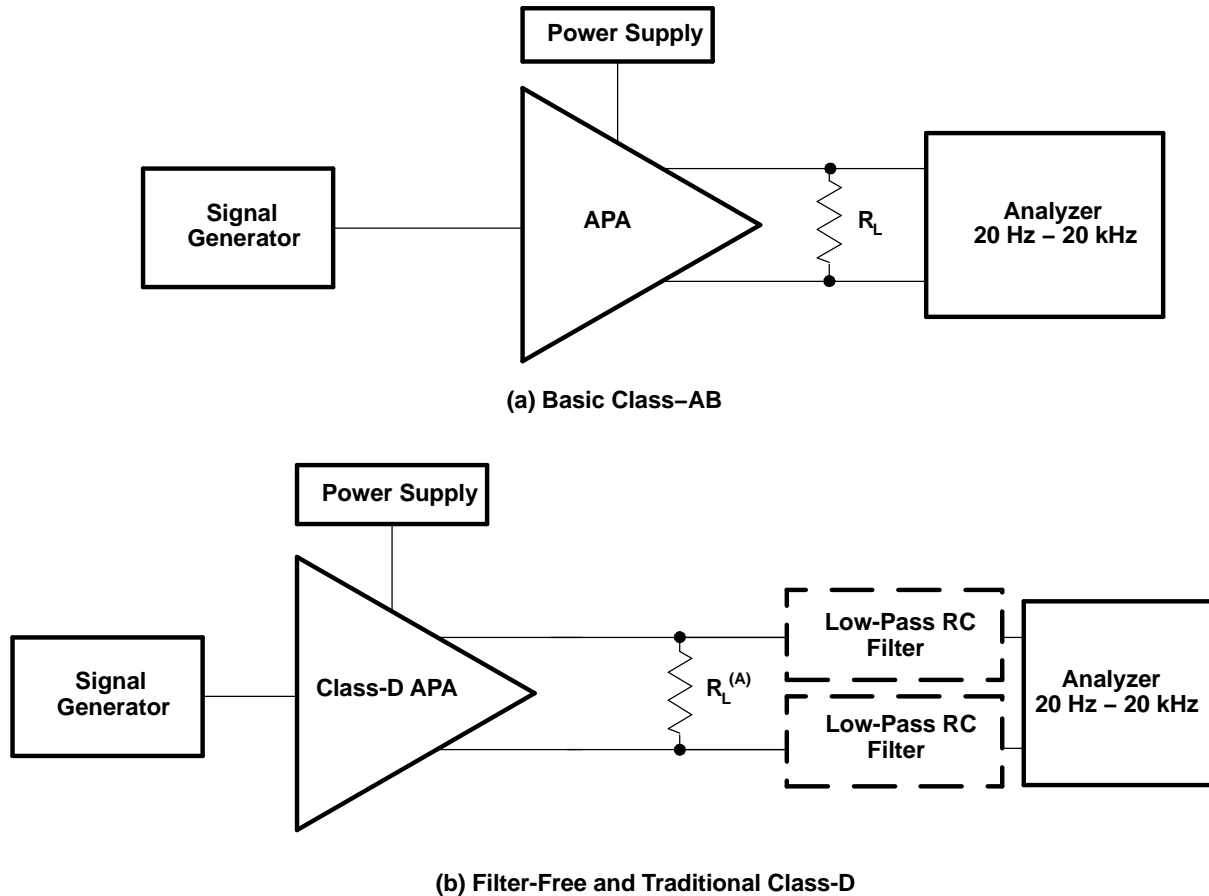 Power Supply
Signal
Generator
APA
R_L
Analyzer
20 Hz – 20 kHz
(a) Basic Class–AB
Power Supply
Signal
Generator
Class-D APA
R_L^(A)
Low-Pass RC
Filter
Low-Pass RC
Filter
Analyzer
20 Hz – 20 kHz
(b) Filter-Free and Traditional Class-D